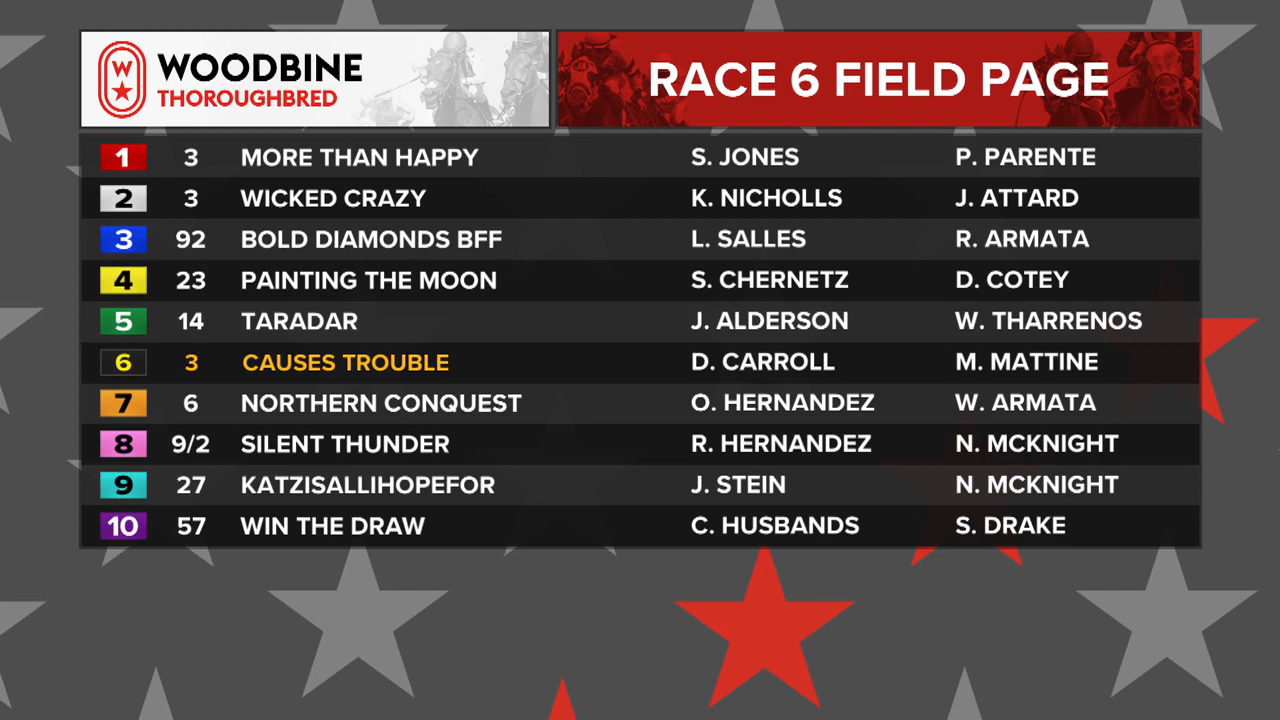 W WOODBINE
THOROUGHBRED
RACE 6 FIELD PAGE
1 3 MORE THAN HAPPY S. JONES P. PARENTE
2 3 WICKED CRAZY K. NICHOLLS J. ATTARD
3 92 BOLD DIAMONDS BFF L. SALLES R. ARMATA
4 23 PAINTING THE MOON S. CHERNETZ D. COTEY
5 14 TARADAR J. ALDERSON W. THARRENOS
6 3 CAUSES TROUBLE D. CARROLL M. MATTINE
7 6 NORTHERN CONQUEST O. HERNANDEZ W. ARMATA
8 9/2 SILENT THUNDER R. HERNANDEZ N. MCKNIGHT
9 27 KATZISALLIHOPEFOR J. STEIN N. MCKNIGHT
10 57 WIN THE DRAW C. HUSBANDS S. DRAKE